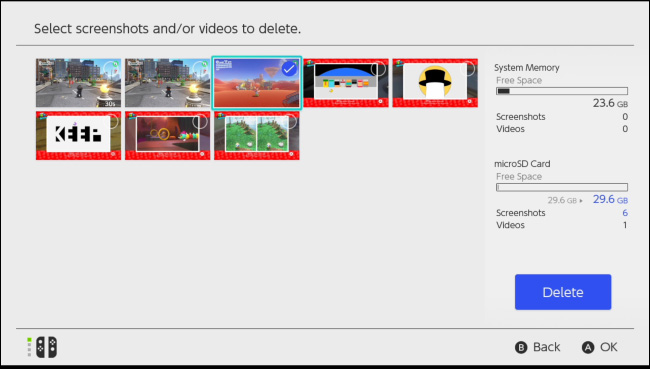 Select screenshots and/or videos to delete.
30s
KEEP
System Memory
Free Space
23.6 GB
Screenshots 0
Videos 0
microSD Card
Free Space
29.6 GB ▸ 29.6 GB
Screenshots 6
Videos 1
Delete
B Back A OK